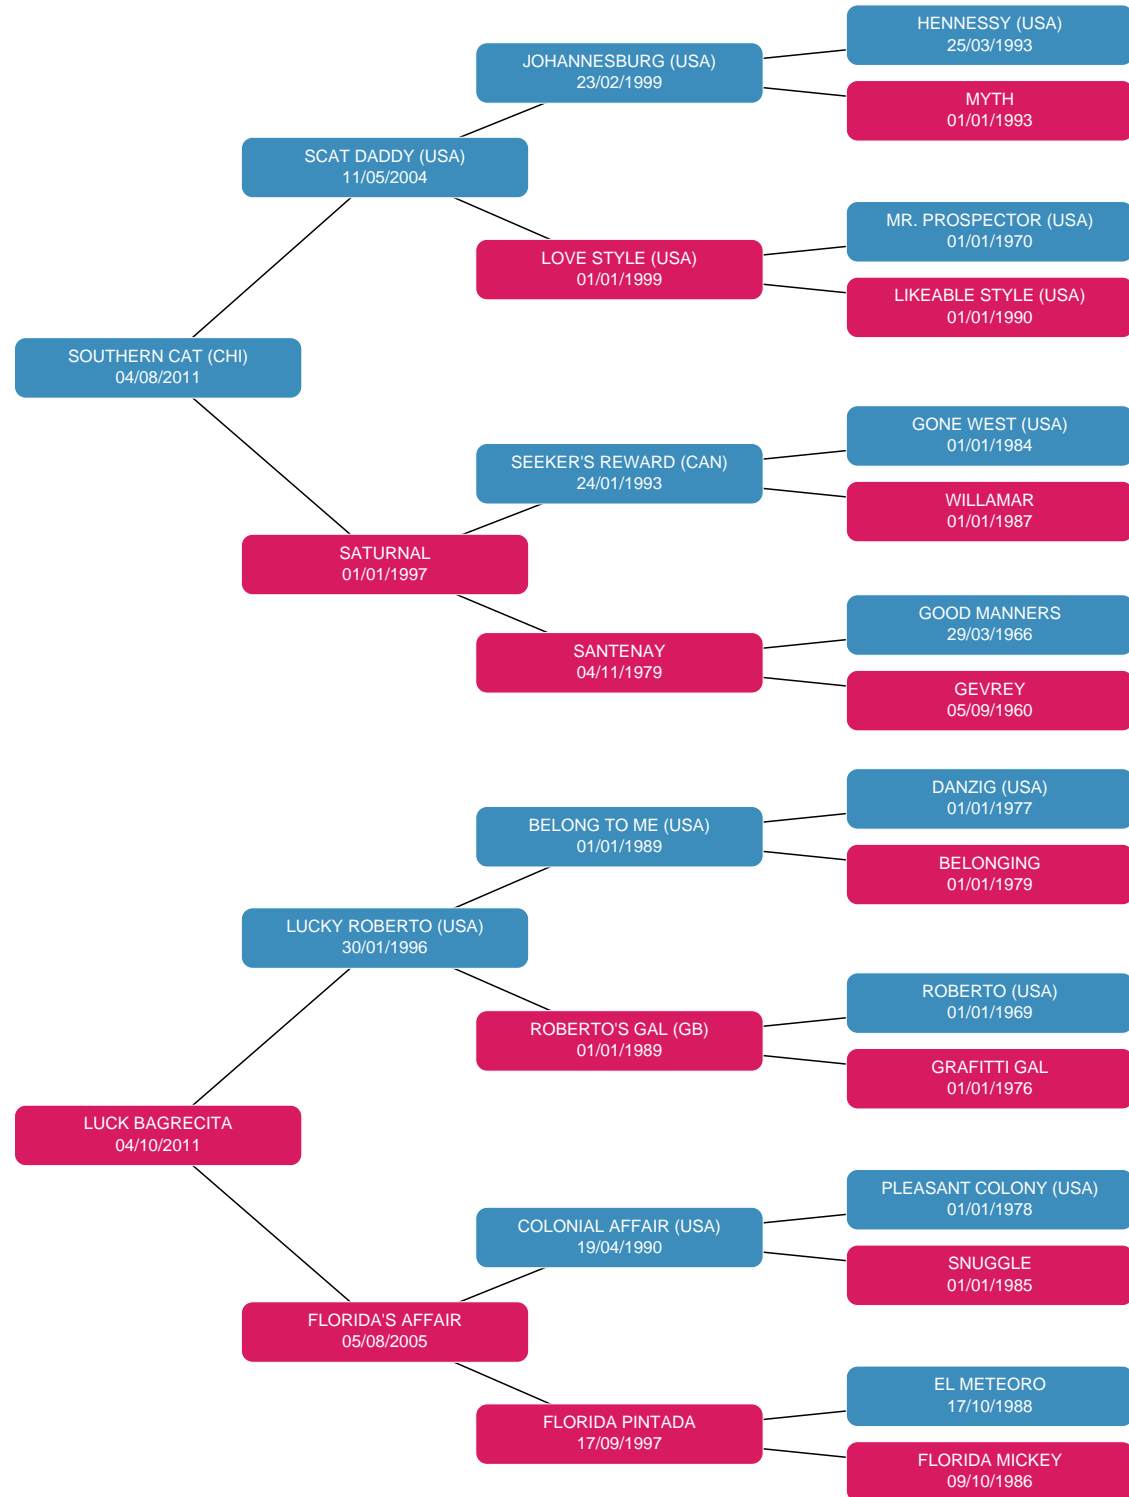 HENNESSY (USA)
25/03/1993
JOHANNESBURG (USA)
23/02/1999
MYTH
01/01/1993
SCAT DADDY (USA)
11/05/2004
MR. PROSPECTOR (USA)
01/01/1970
LOVE STYLE (USA)
01/01/1999
LIKEABLE STYLE (USA)
01/01/1990
SOUTHERN CAT (CHI)
04/08/2011
GONE WEST (USA)
01/01/1984
SEEKER'S REWARD (CAN)
24/01/1993
WILLAMAR
01/01/1987
SATURNAL
01/01/1997
GOOD MANNERS
29/03/1966
SANTENAY
04/11/1979
GEVREY
05/09/1960
DANZIG (USA)
01/01/1977
BELONG TO ME (USA)
01/01/1989
BELONGING
01/01/1979
LUCKY ROBERTO (USA)
30/01/1996
ROBERTO (USA)
01/01/1969
ROBERTO'S GAL (GB)
01/01/1989
GRAFITTI GAL
01/01/1976
LUCK BAGRECITA
04/10/2011
PLEASANT COLONY (USA)
01/01/1978
COLONIAL AFFAIR (USA)
19/04/1990
SNUGGLE
01/01/1985
FLORIDA'S AFFAIR
05/08/2005
EL METEORO
17/10/1988
FLORIDA PINTADA
17/09/1997
FLORIDA MICKEY
09/10/1986